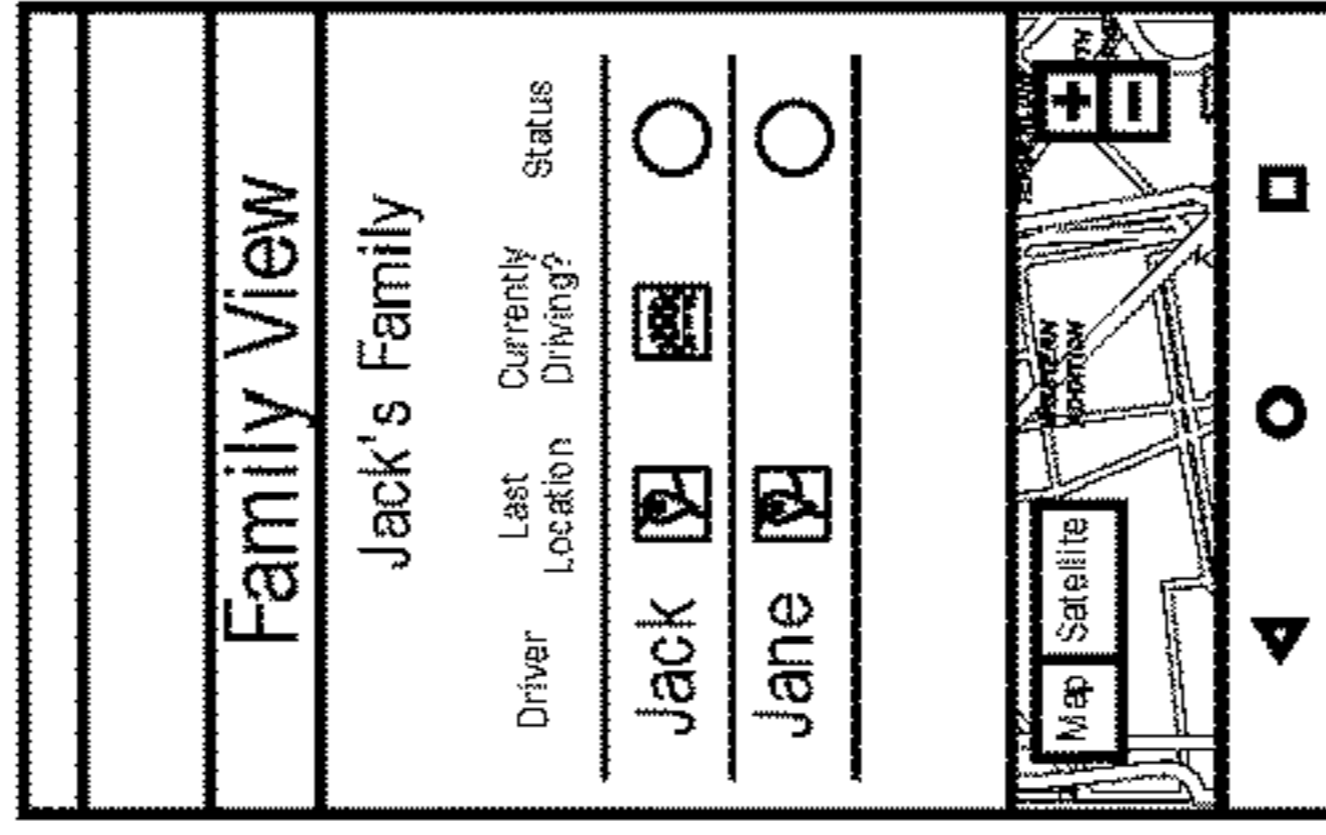 Family View
Jack's Family
Driver
Last
Location
Currently
Driving?
Status
Jack
Jane
Map
Satellite
+
−